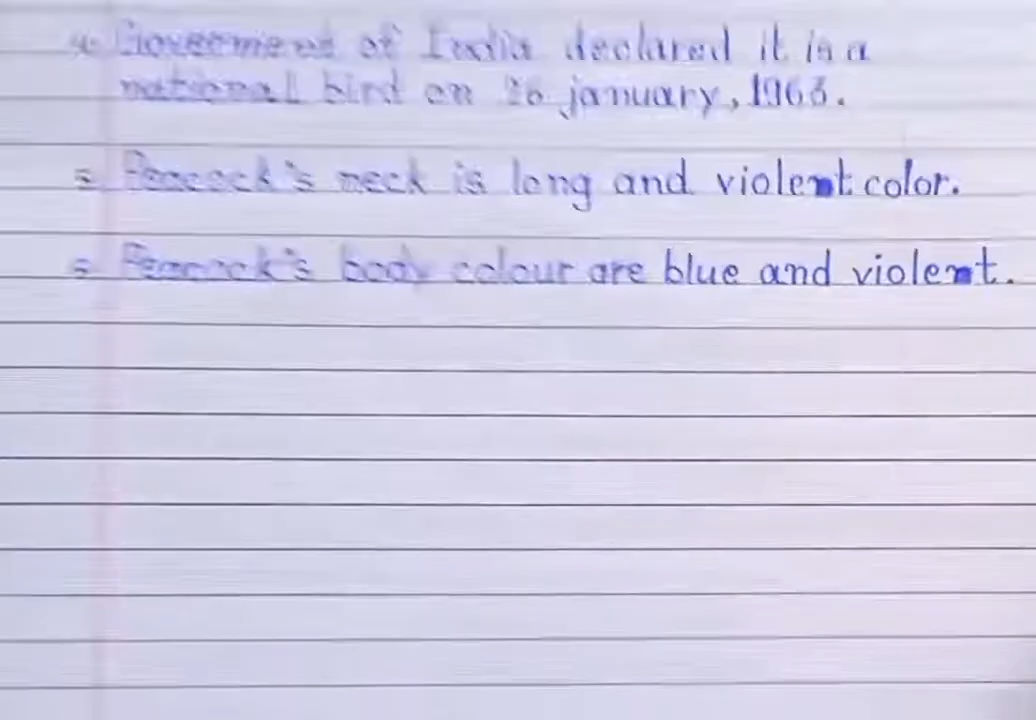 Goverment of India declared it is a
national bird on 26 january, 1963.
Peacock's neck is long and violent color.
Peacock's body colour are blue and violent.